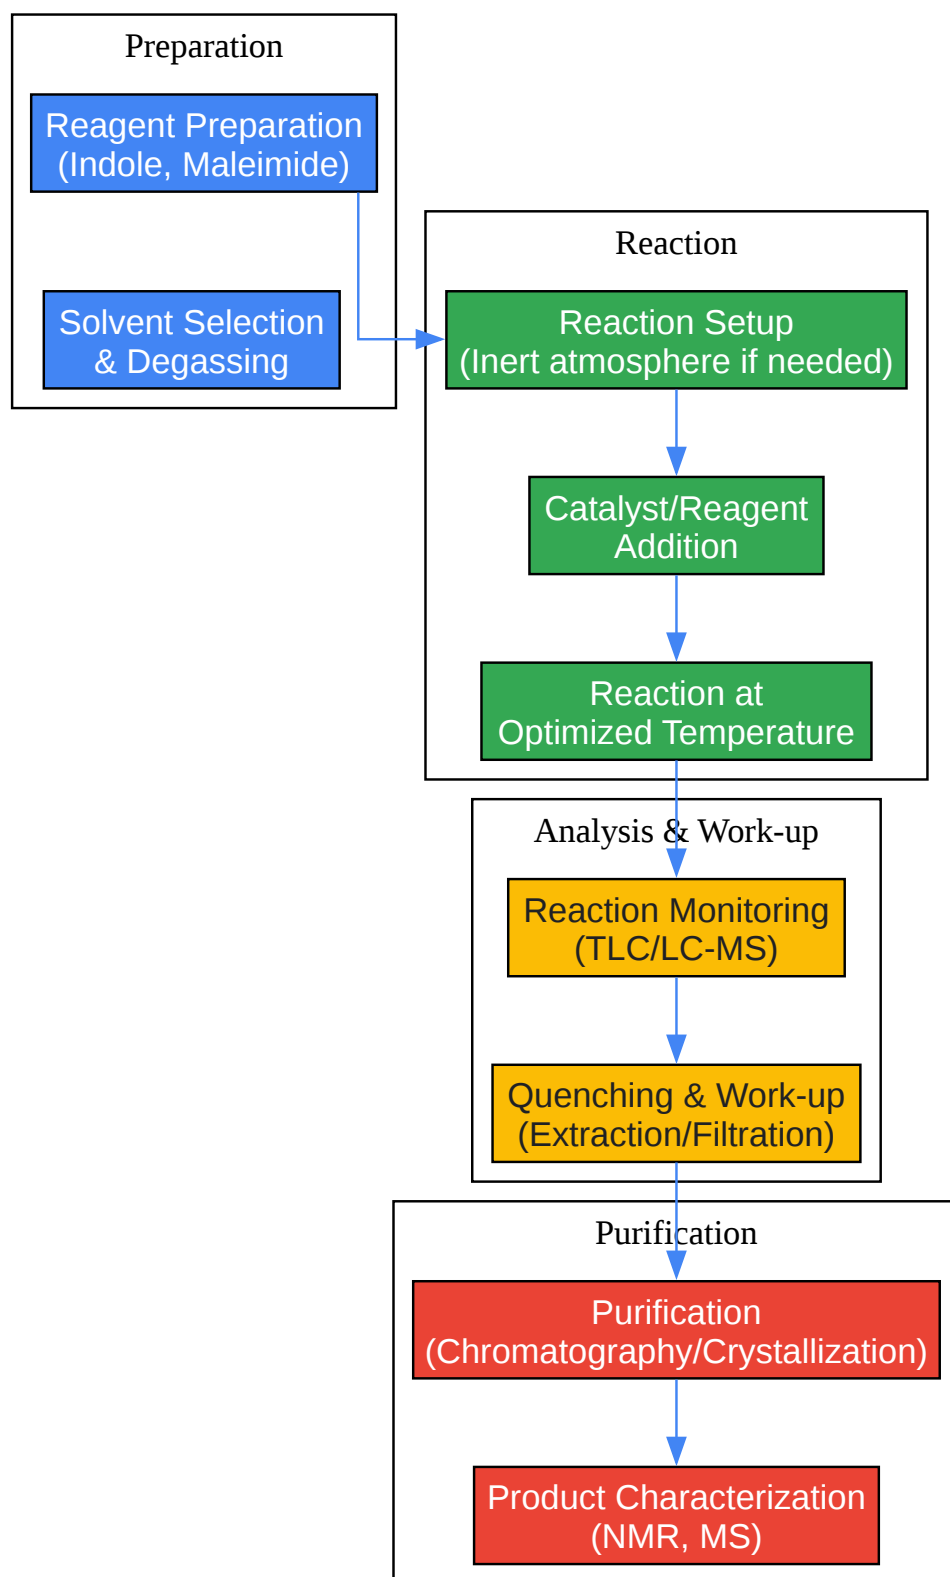 Preparation
Reagent Preparation
(Indole, Maleimide)
Solvent Selection
& Degassing
Reaction
Reaction Setup
(Inert atmosphere if needed)
Catalyst/Reagent
Addition
Reaction at
Optimized Temperature
Analysis & Work-up
Reaction Monitoring
(TLC/LC-MS)
Quenching & Work-up
(Extraction/Filtration)
Purification
Purification
(Chromatography/Crystallization)
Product Characterization
(NMR, MS)